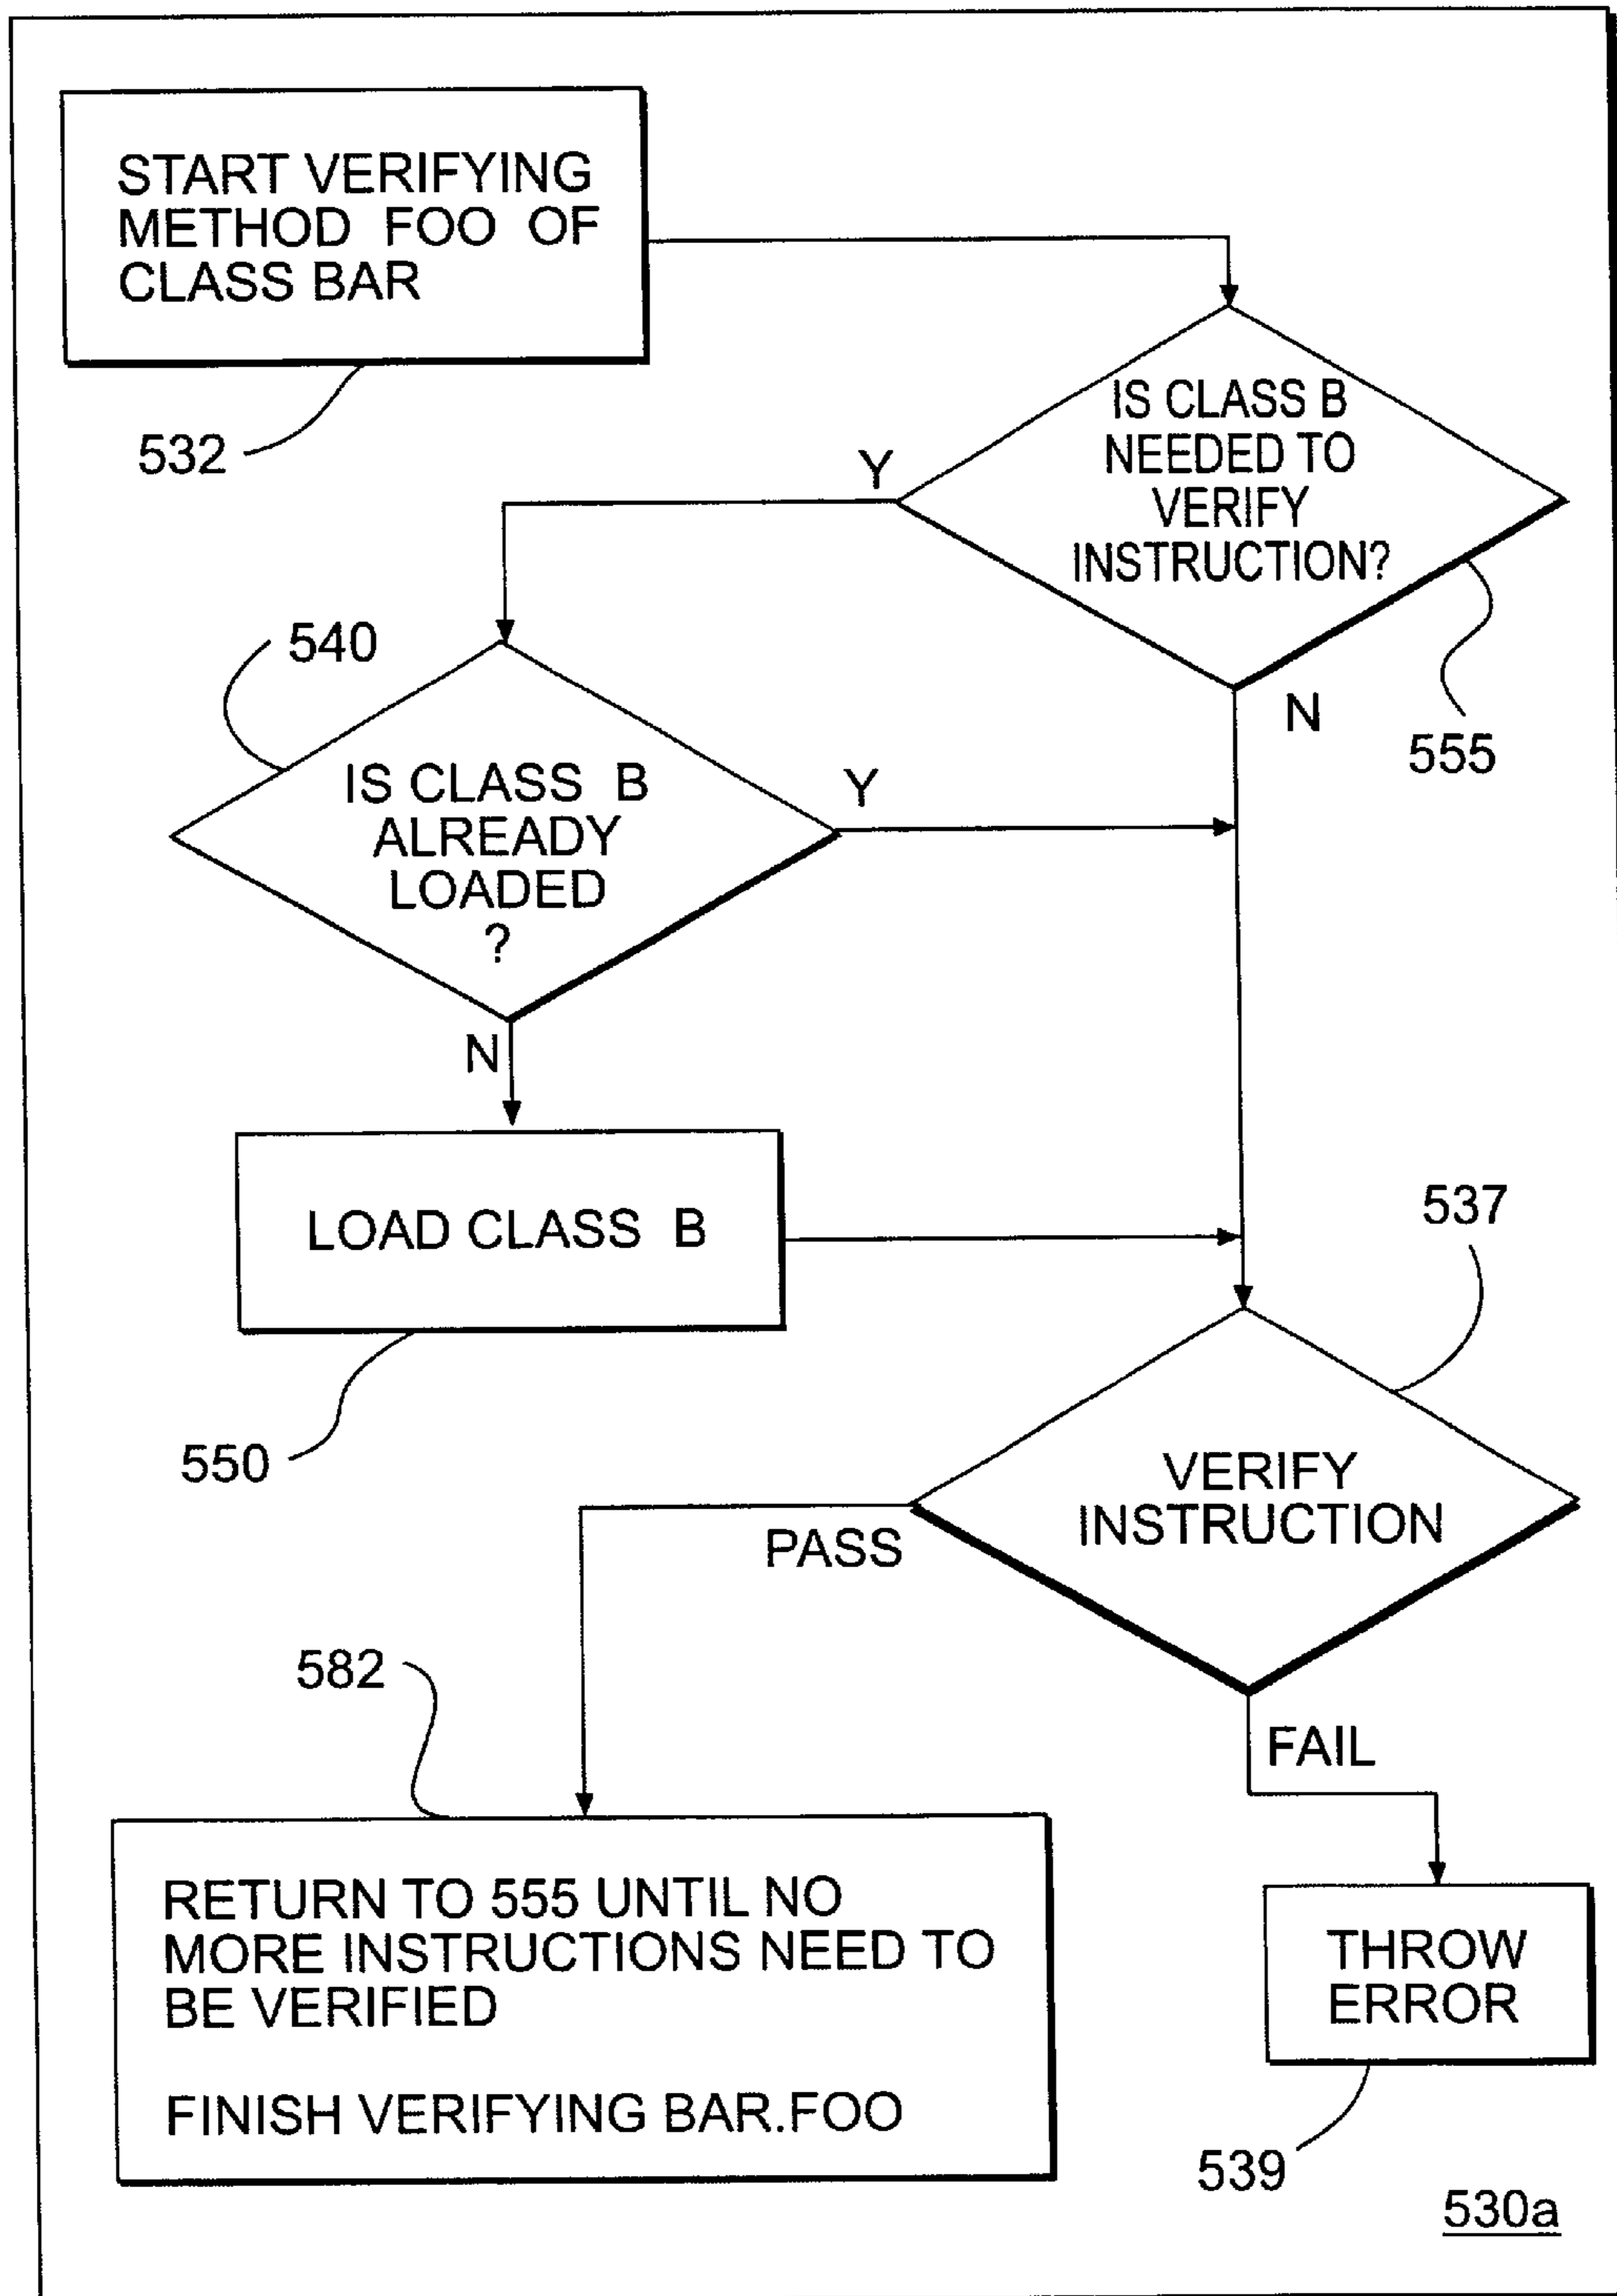 START VERIFYING
METHOD FOO OF
CLASS BAR
532
IS CLASS B
NEEDED TO
VERIFY
INSTRUCTION?
Y
N
555
540
IS CLASS B
ALREADY
LOADED
?
Y
N
LOAD CLASS B
550
537
VERIFY
INSTRUCTION
PASS
FAIL
582
RETURN TO 555 UNTIL NO
MORE INSTRUCTIONS NEED TO
BE VERIFIED
FINISH VERIFYING BAR.FOO
THROW
ERROR
539
530a